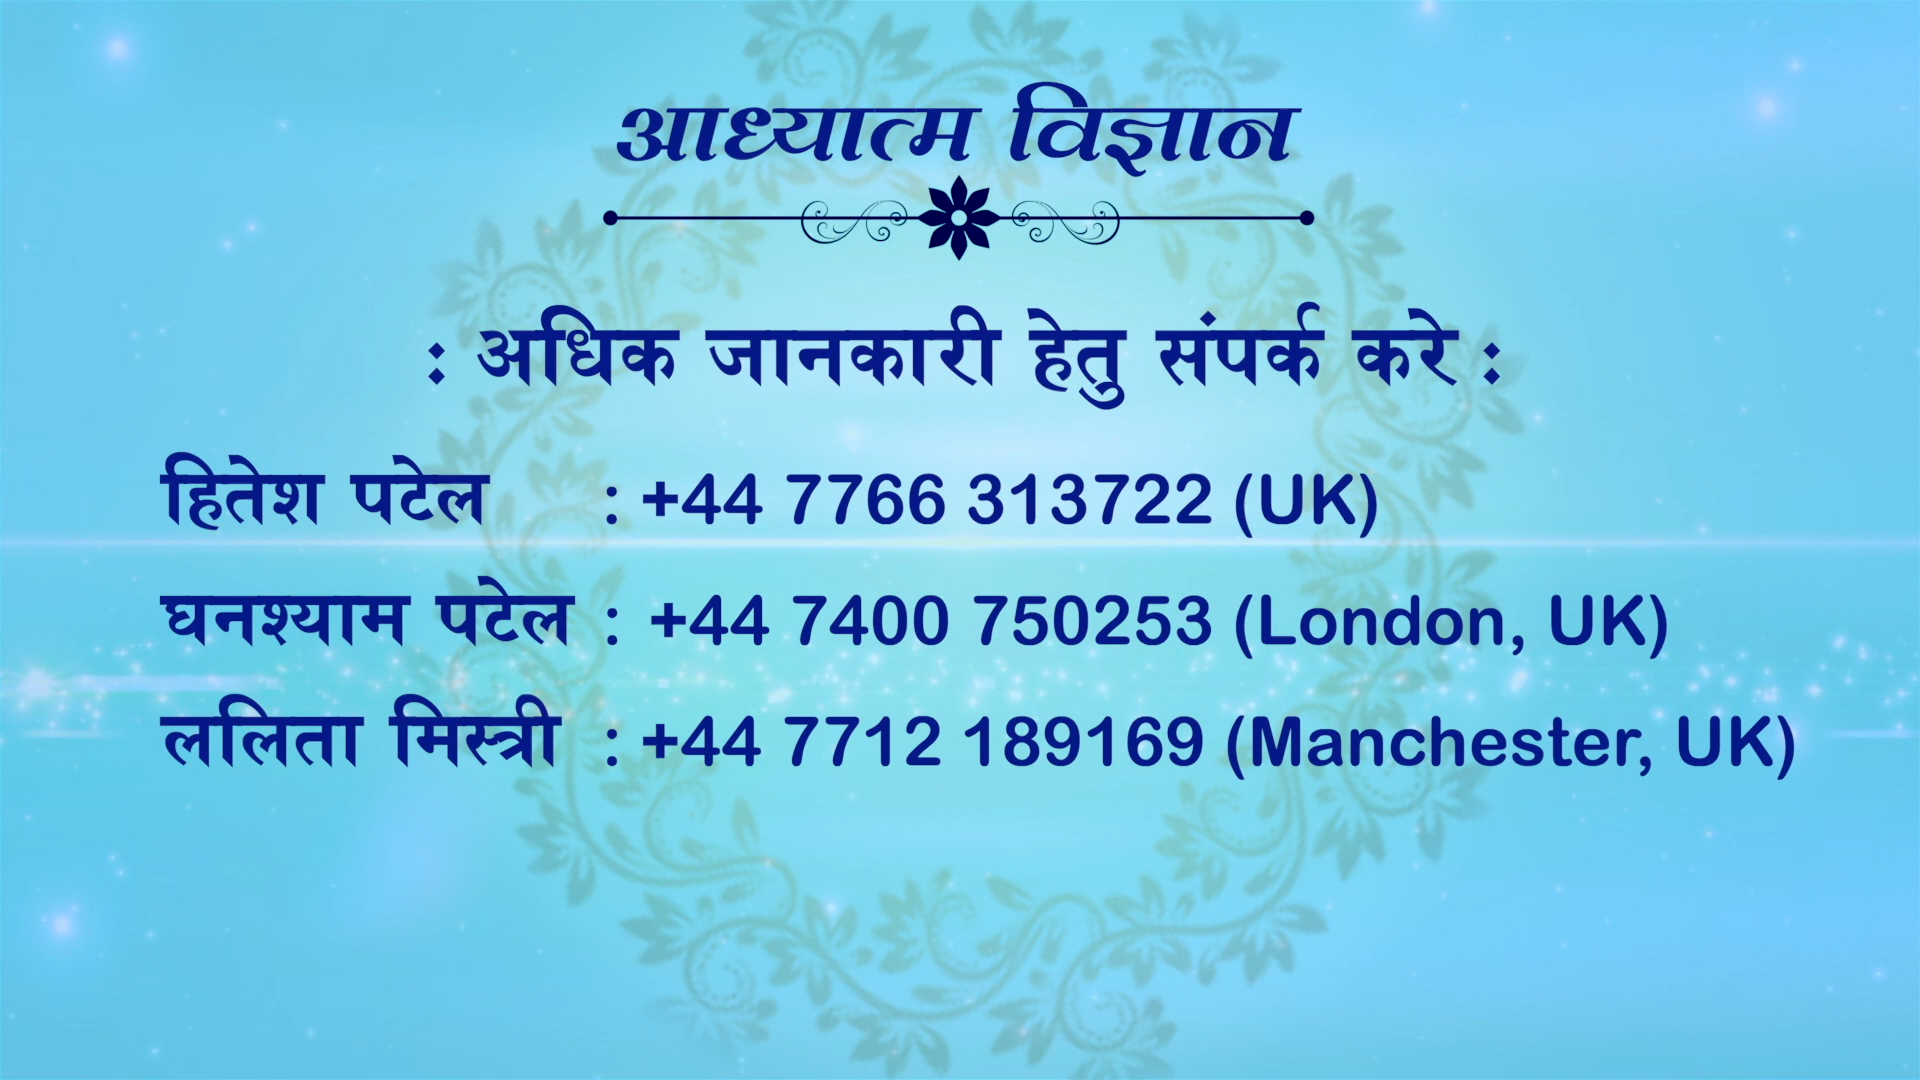 आध्यात्म विज्ञान
: अधिक जानकारी हेतु संपर्क करे :
हितेश पटेल : +44 7766 313722 (UK)
घनश्याम पटेल : +44 7400 750253 (London, UK)
ललिता मिस्त्री : +44 7712 189169 (Manchester, UK)